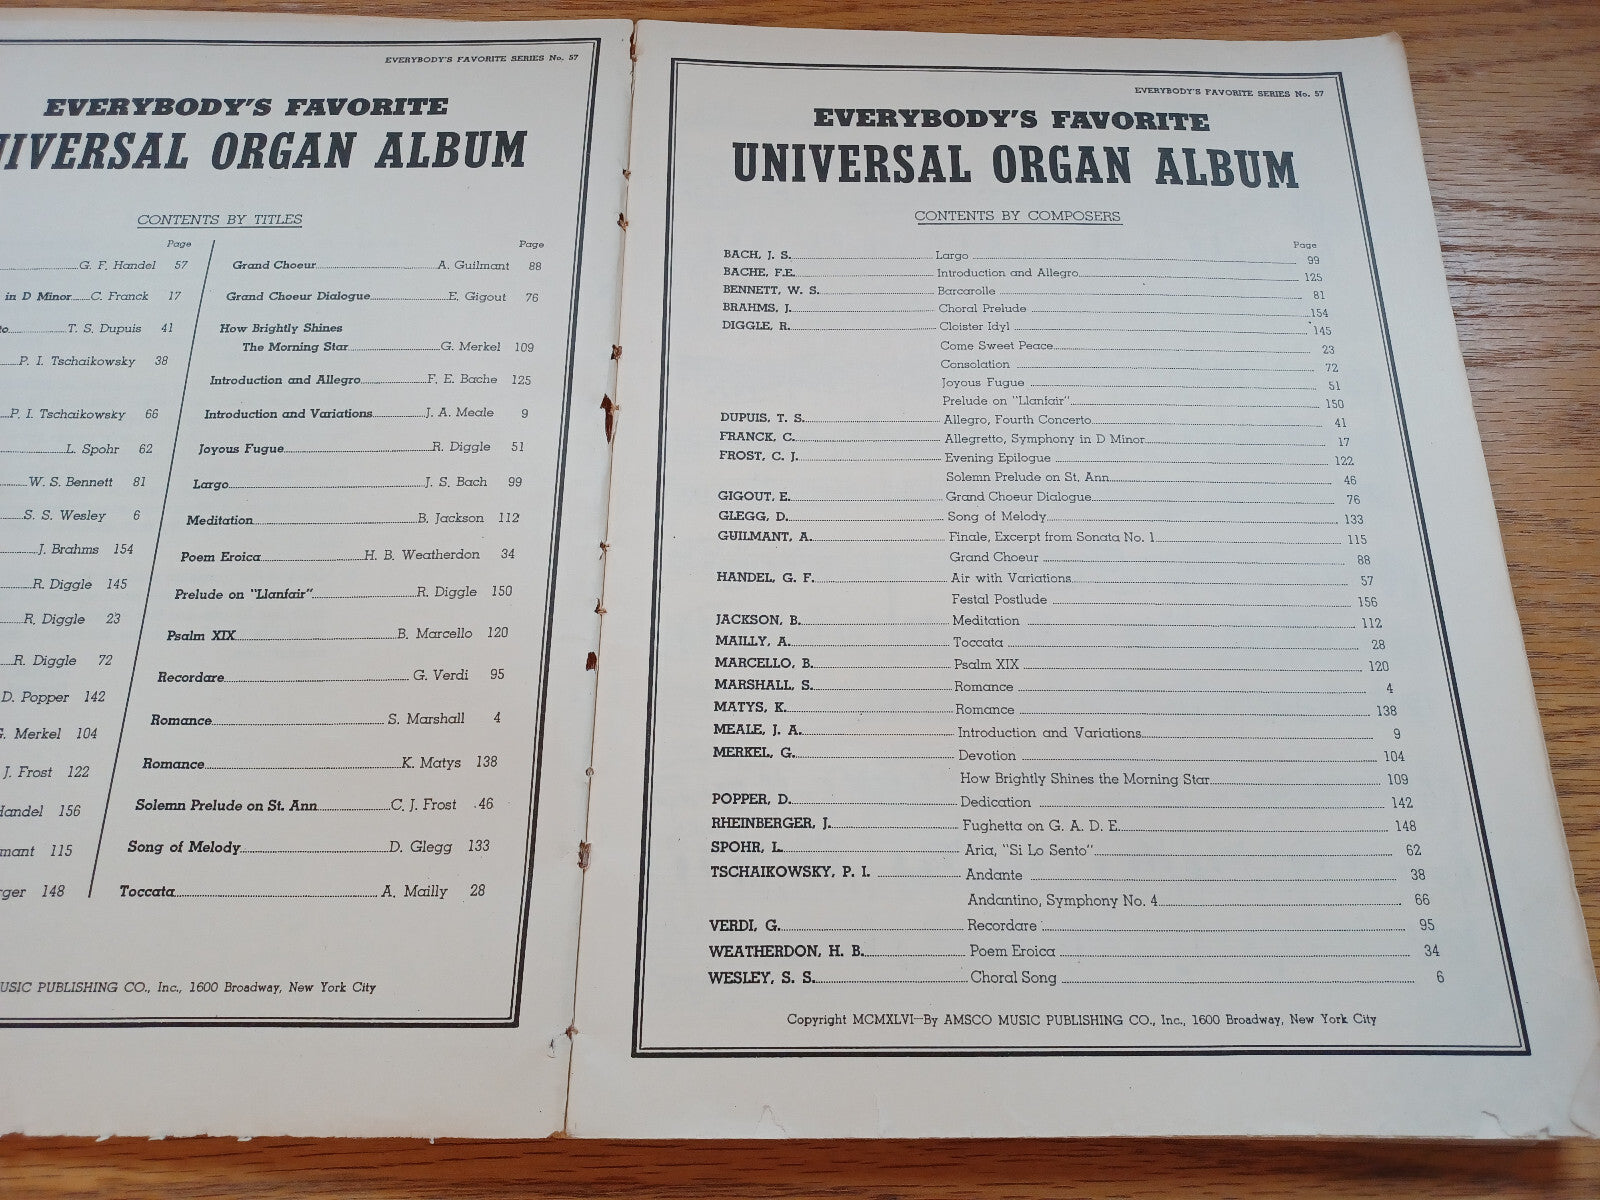 EVERYBODY'S FAVORITE SERIES No. 57
EVERYBODY'S FAVORITE
ORGAN ALBUM
CONTENTS BY TITLES
Page
G. F. Handel 57
in D Minor C. Franck 17
T. S. Dupuis 41
P. I. Tschaikowsky 38
P. I. Tschaikowsky 66
L. Spohr 62
W. S. Bennett 81
S. S. Wesley 6
J. Brahms 154
R. Diggle 145
R. Diggle 23
R. Diggle 72
D. Popper 142
Merkel 104
J. Frost 122
156
115
148
Page
Grand Choeur A. Guilmant 88
Grand Choeur Dialogue E. Gigout 76
How Brightly Shines
The Morning Star G. Merkel 109
Introduction and Allegro F. E. Bache 125
Introduction and Variations J. A. Meale 9
Joyous Fugue R. Diggle 51
Largo J. S. Bach 99
Meditation B. Jackson 112
Poem Eroica H. B. Weatherdon 34
Prelude on "Llanfair" R. Diggle 150
Psalm XIX B. Marcello 120
Recordare G. Verdi 95
Romance S. Marshall 4
Romance K. Matys 138
Solemn Prelude on St. Ann C. J. Frost 46
Song of Melody D. Glegg 133
Toccata A. Mailly 28
PUBLISHING CO., Inc., 1600 Broadway, New York City
EVERYBODY'S FAVORITE SERIES No. 57
EVERYBODY'S FAVORITE
UNIVERSAL ORGAN ALBUM
CONTENTS BY COMPOSERS
Page
BACH, J. S. Largo 99
BACHE, F.E. Introduction and Allegro 125
BENNETT, W. S. Barcarolle 81
BRAHMS, J. Choral Prelude 154
DIGGLE, R. Cloister Idyl 145
Come Sweet Peace 23
Consolation 72
Joyous Fugue 51
Prelude on "Llanfair" 150
DUPUIS, T. S. Allegro, Fourth Concerto 41
FRANCK, C. Allegretto, Symphony in D Minor 17
FROST, C. J. Evening Epilogue 122
Solemn Prelude on St. Ann 46
GIGOUT, E. Grand Choeur Dialogue 76
GLEGG, D. Song of Melody 133
GUILMANT, A. Finale, Excerpt from Sonata No. 1 115
Grand Choeur 88
HANDEL, G. F. Air with Variations 57
Festal Postlude 156
JACKSON, B. Meditation 112
MAILLY, A. Toccata 28
MARCELLO, B. Psalm XIX 120
MARSHALL, S. Romance 4
MATYS, K. Romance 138
MEALE, J. A. Introduction and Variations 9
MERKEL, G. Devotion 104
How Brightly Shines the Morning Star 109
POPPER, D. Dedication 142
RHEINBERGER, J. Fughetta on G. A. D. E. 148
SPOHR, L. Aria, "Si Lo Sento" 62
TSCHAIKOWSKY, P. I. Andante 38
Andantino, Symphony No. 4 66
VERDI, G. Recordare 95
WEATHERDON, H. B. Poem Eroica 34
WESLEY, S. S. Choral Song 6
Copyright MCMXLVI—By AMSCO MUSIC PUBLISHING CO., Inc., 1600 Broadway, New York City